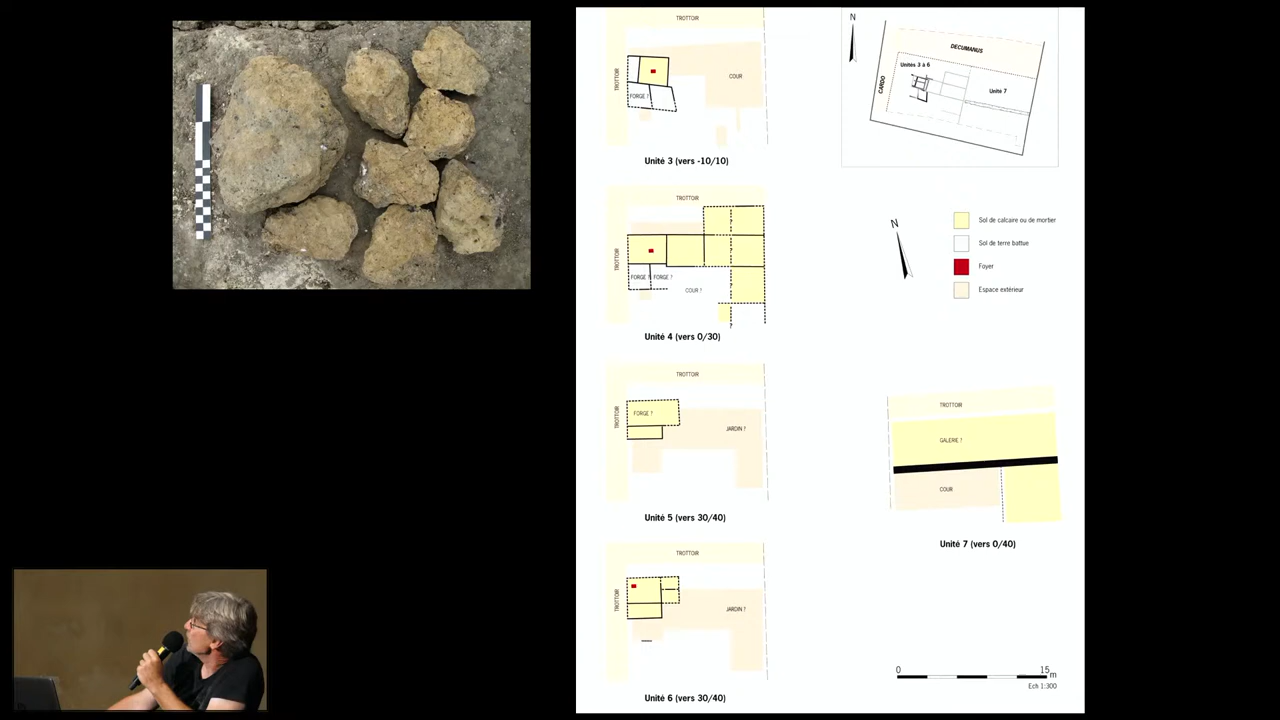 TROTTOIR
TROTTOIR
COUR
FORGE ?
Unité 3 (vers -10/10)
N
DECUMANUS
CARDO
Unités 3 à 6
Unité 7
TROTTOIR
TROTTOIR
FORGE ?
FORGE ?
COUR ?
?
?
?
?
Unité 4 (vers 0/30)
N
Sol de calcaire ou de mortier
Sol de terre battue
Foyer
Espace extérieur
TROTTOIR
TROTTOIR
FORGE ?
JARDIN ?
Unité 5 (vers 30/40)
TROTTOIR
GALERIE ?
COUR
Unité 7 (vers 0/40)
TROTTOIR
TROTTOIR
JARDIN ?
Unité 6 (vers 30/40)
0 15 m
Ech 1:300